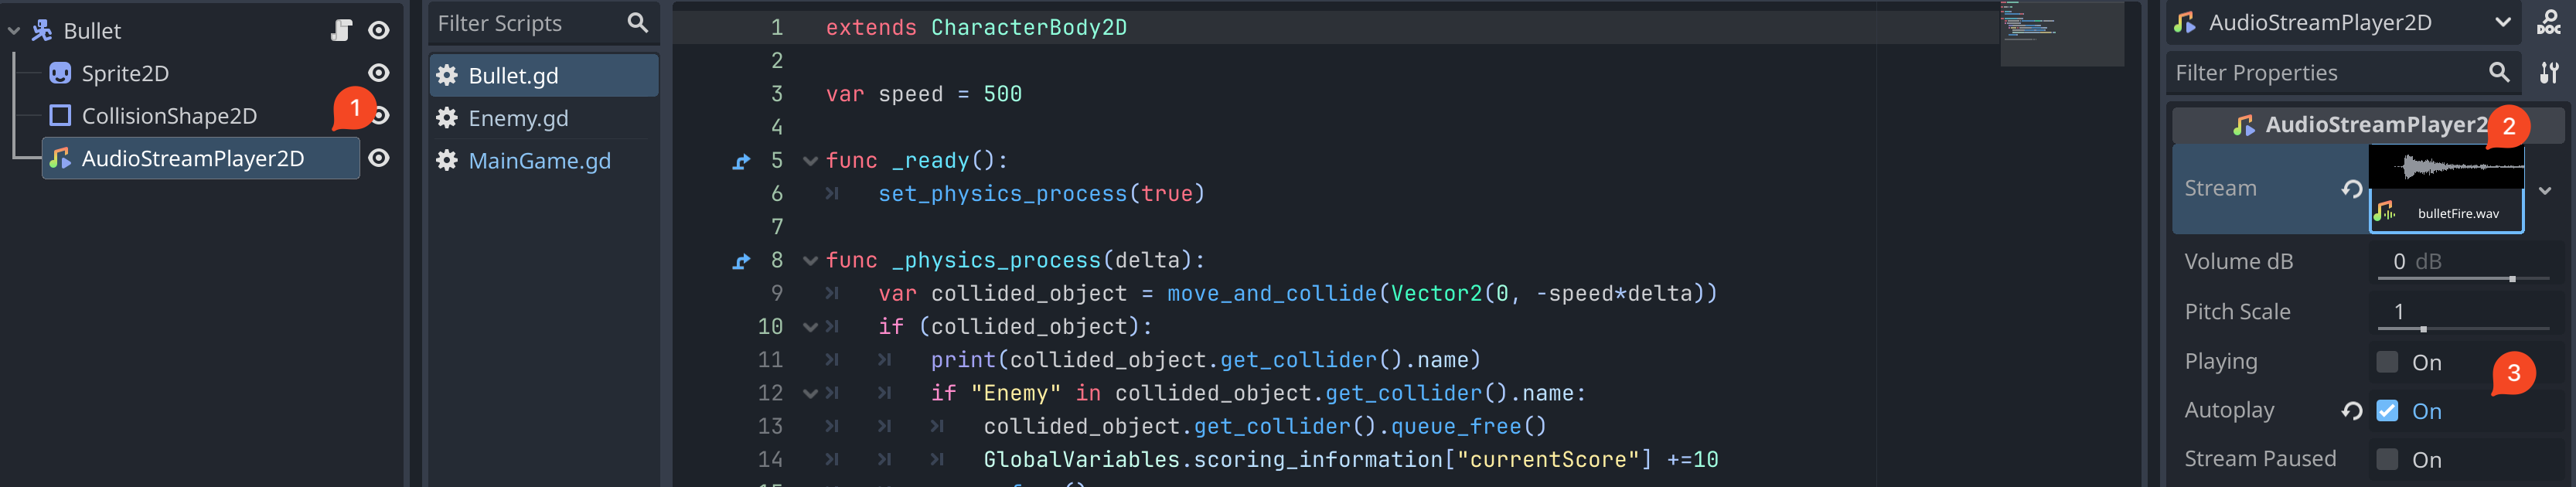 Bullet
Sprite2D
CollisionShape2D
1
AudioStreamPlayer2D
Filter Scripts
Bullet.gd
Enemy.gd
MainGame.gd
1 extends CharacterBody2D
2
3 var speed = 500
4
5 func _ready():
6 set_physics_process(true)
7
8 func _physics_process(delta):
9 var collided_object = move_and_collide(Vector2(0, -speed*delta))
10 if (collided_object):
11 print(collided_object.get_collider().name)
12 if "Enemy" in collided_object.get_collider().name:
13 collided_object.get_collider().queue_free()
14 GlobalVariables.scoring_information["currentScore"] +=10
AudioStreamPlayer2D
DOC
Filter Properties
AudioStreamPlayer2
2
Stream
bulletFire.wav
Volume dB 0 dB
Pitch Scale 1
Playing On
3
Autoplay On
Stream Paused On